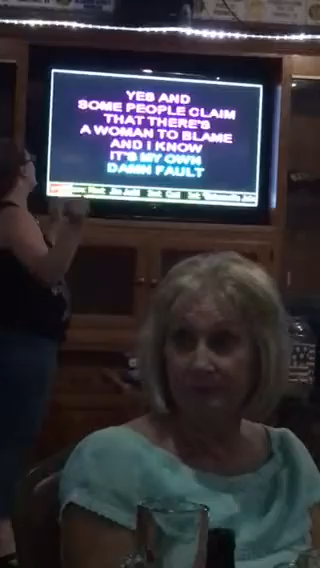 YES AND
SOME PEOPLE CLAIM
THAT THERE'S
A WOMAN TO BLAME
AND I KNOW
IT'S MY OWN
DAMN FAULT